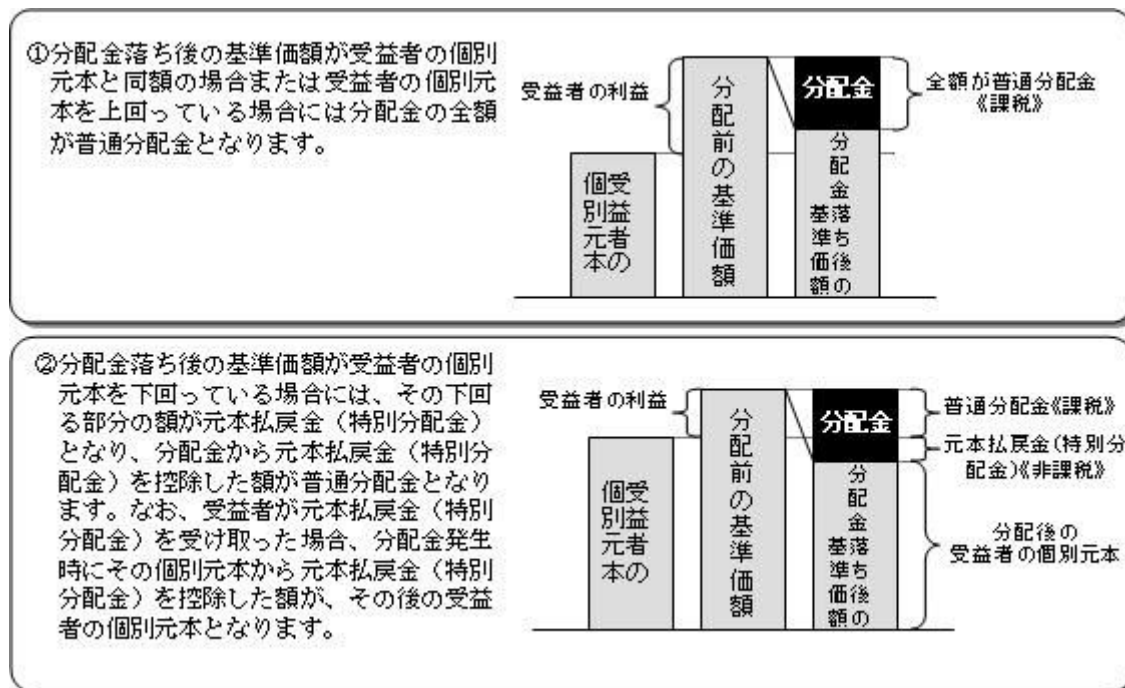 ①分配金落ち後の基準価額が受益者の個別
元本と同額の場合または受益者の個別元
本を上回っている場合には分配金の全額
が普通分配金となります。
受益者の利益
受益者の
個別元本
分配前の基準価額
分配金
分配金落ち後の
基準価額
全額が普通分配金
《課税》
②分配金落ち後の基準価額が受益者の個別
元本を下回っている場合には、その下回
る部分の額が元本払戻金（特別分配金）
となり、分配金から元本払戻金（特別分
配金）を控除した額が普通分配金となり
ます。なお、受益者が元本払戻金（特別
分配金）を受け取った場合、分配金発生
時にその個別元本から元本払戻金（特別
分配金）を控除した額が、その後の受益
者の個別元本となります。
受益者の利益
受益者の
個別元本
分配前の基準価額
分配金
分配金落ち後の
基準価額
普通分配金《課税》
元本払戻金(特別分
配金)《非課税》
分配後の
受益者の個別元本